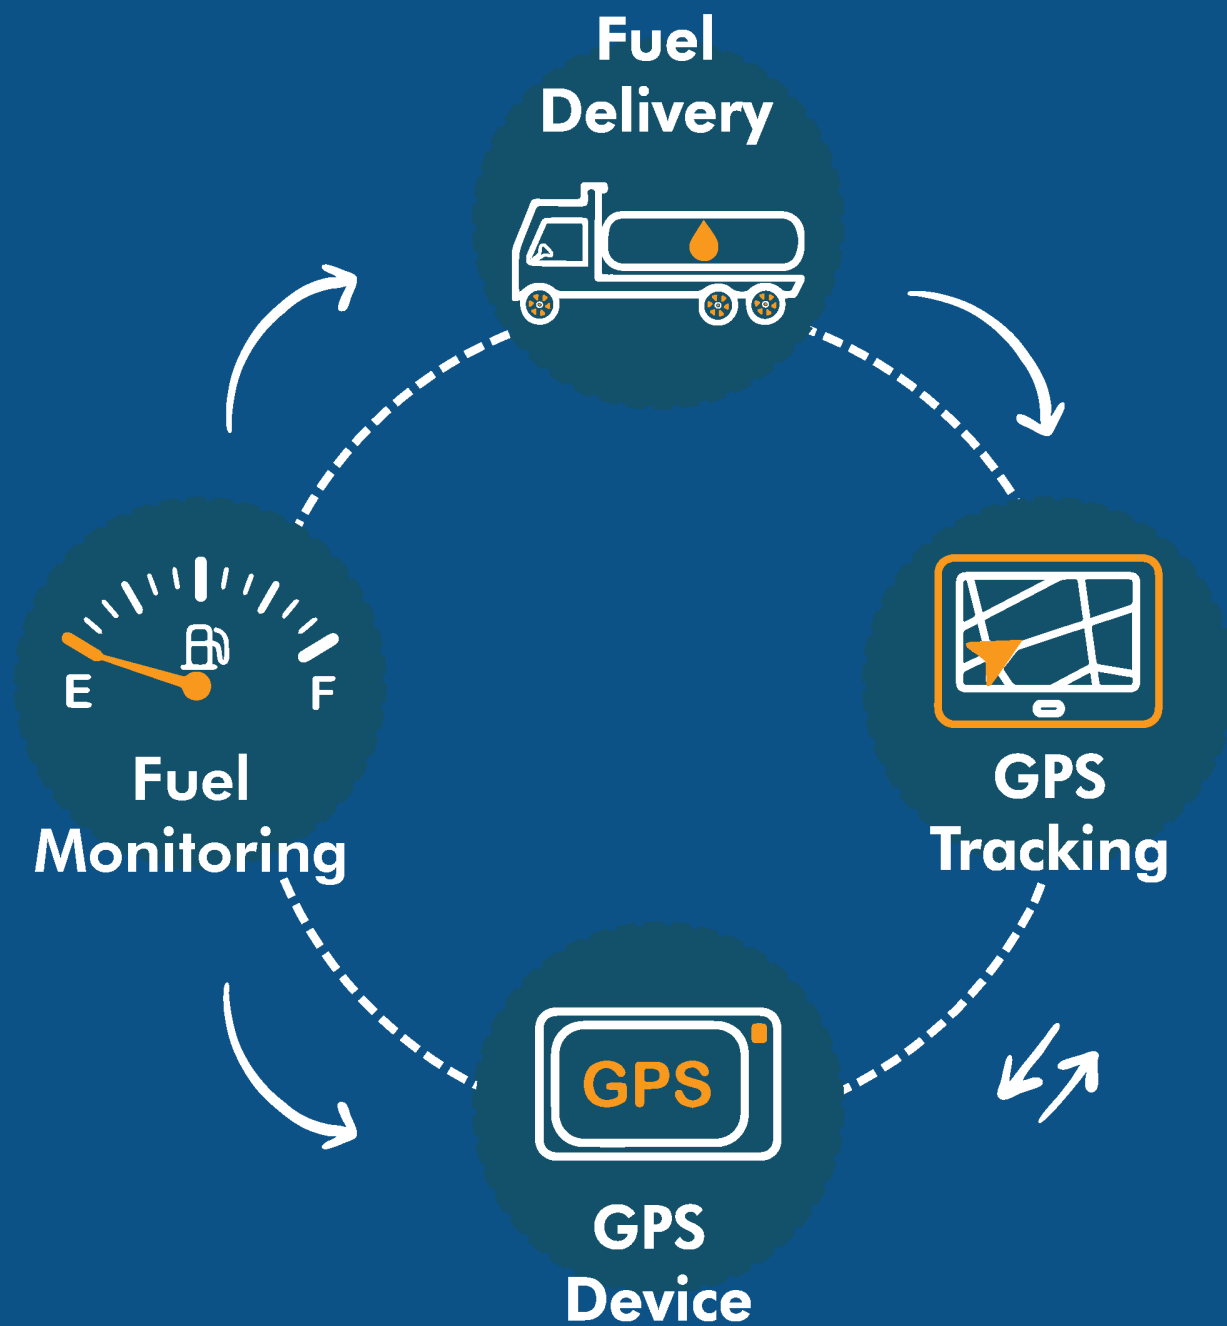 Fuel
Delivery
E
F
Fuel
Monitoring
GPS
Tracking
GPS
GPS
Device